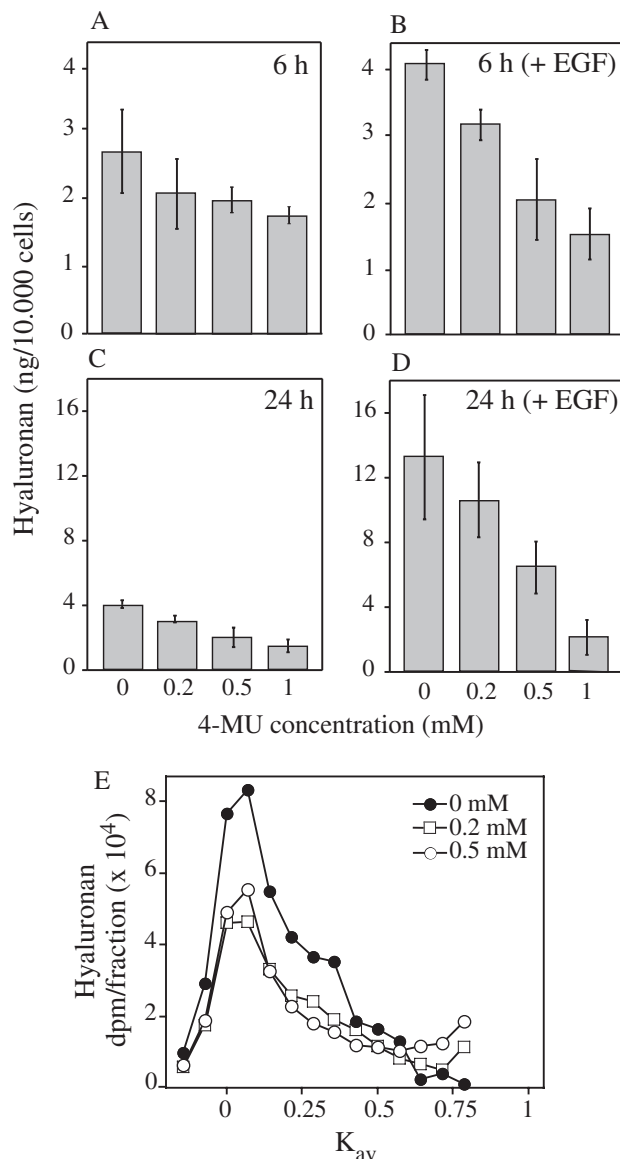 A
6 h
4
3
2
1
0
B
6 h (+ EGF)
4
3
2
1
0
Hyaluronan (ng/10.000 cells)
C
24 h
16
12
8
4
0
0 0.2 0.5 1
D
24 h (+ EGF)
16
12
8
4
0
0 0.2 0.5 1
4-MU concentration (mM)
E
Hyaluronan
dpm/fraction (x 10⁴)
8
6
4
2
0
0 mM
0.2 mM
0.5 mM
0 0.25 0.5 0.75 1
K_av